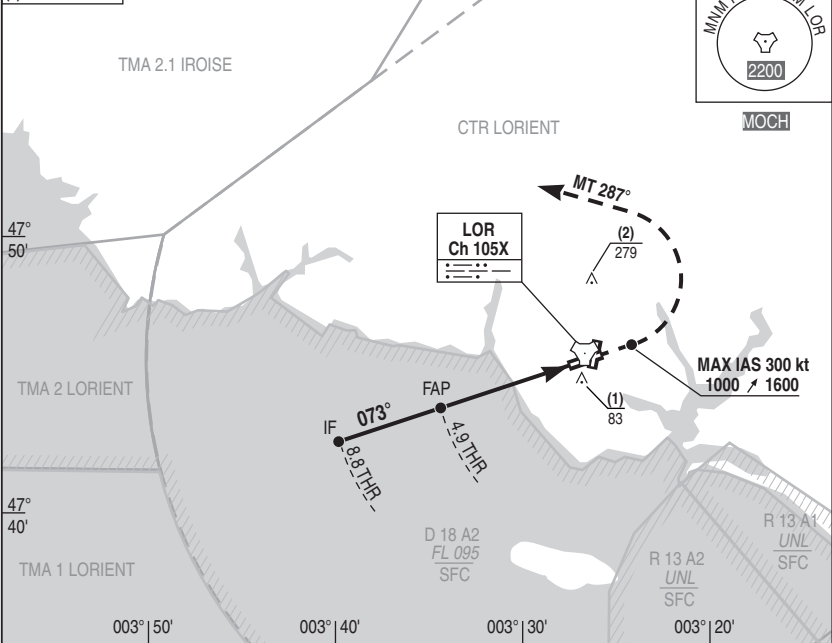 TMA 2.1 IROISE
LOR
2200
MOCH
CTR LORIENT
MT 287°
47°
50'
LOR
Ch 105X
(2)
279
MAX IAS 300 kt
1000 ↗ 1600
TMA 2 LORIENT
FAP
073°
IF
(1)
83
4.9 THR
8.8 THR
47°
40'
D 18 A2
FL 095
SFC
R 13 A1
UNL
SFC
R 13 A2
UNL
SFC
TMA 1 LORIENT
003° 50'
003° 40'
003° 30'
003° 20'